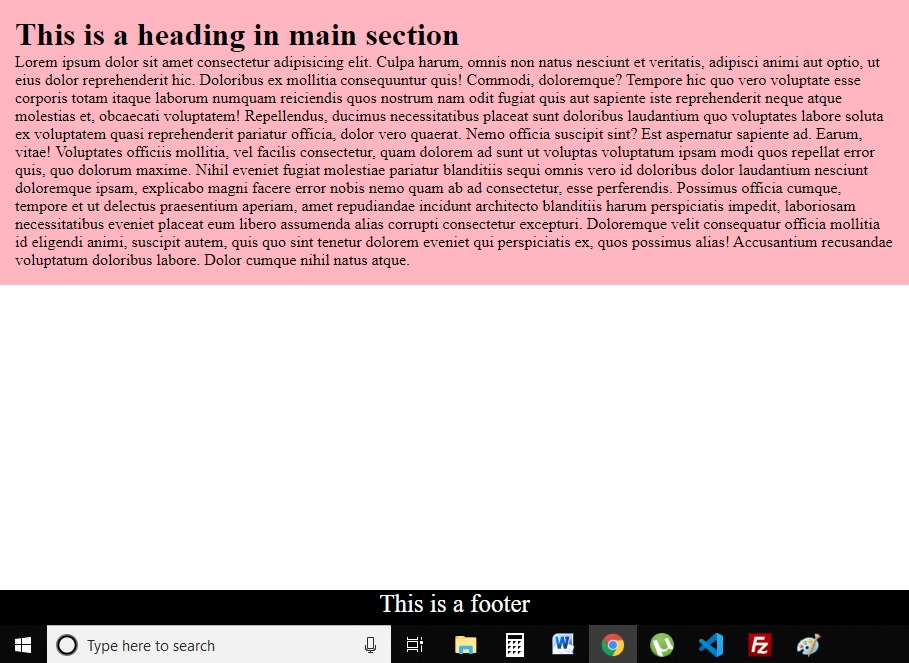 This is a heading in main section
Lorem ipsum dolor sit amet consectetur adipisicing elit. Culpa harum, omnis non natus nesciunt et veritatis, adipisci animi aut optio, ut
eius dolor reprehenderit hic. Doloribus ex mollitia consequuntur quis! Commodi, doloremque? Tempore hic quo vero voluptate esse
corporis totam itaque laborum numquam reiciendis quos nostrum nam odit fugiat quis aut sapiente iste reprehenderit neque atque
molestias et, obcaecati voluptatem! Repellendus, ducimus necessitatibus placeat sunt doloribus laudantium quo voluptates labore soluta
ex voluptatem quasi reprehenderit pariatur officia, dolor vero quaerat. Nemo officia suscipit sint? Est aspernatur sapiente ad. Earum,
vitae! Voluptates officiis mollitia, vel facilis consectetur, quam dolorem ad sunt ut voluptas voluptatum ipsam modi quos repellat error
quis, quo dolorum maxime. Nihil eveniet fugiat molestiae pariatur blanditiis sequi omnis vero id doloribus dolor laudantium nesciunt
doloremque ipsam, explicabo magni facere error nobis nemo quam ab ad consectetur, esse perferendis. Possimus officia cumque,
tempore et ut delectus praesentium aperiam, amet repudiandae incidunt architecto blanditiis harum perspiciatis impedit, laboriosam
necessitatibus eveniet placeat eum libero assumenda alias corrupti consectetur excepturi. Doloremque velit consequatur officia mollitia
id eligendi animi, suscipit autem, quis quo sint tenetur dolorem eveniet qui perspiciatis ex, quos possimus alias! Accusantium recusandae
voluptatum doloribus labore. Dolor cumque nihil natus atque.
This is a footer
Type here to search